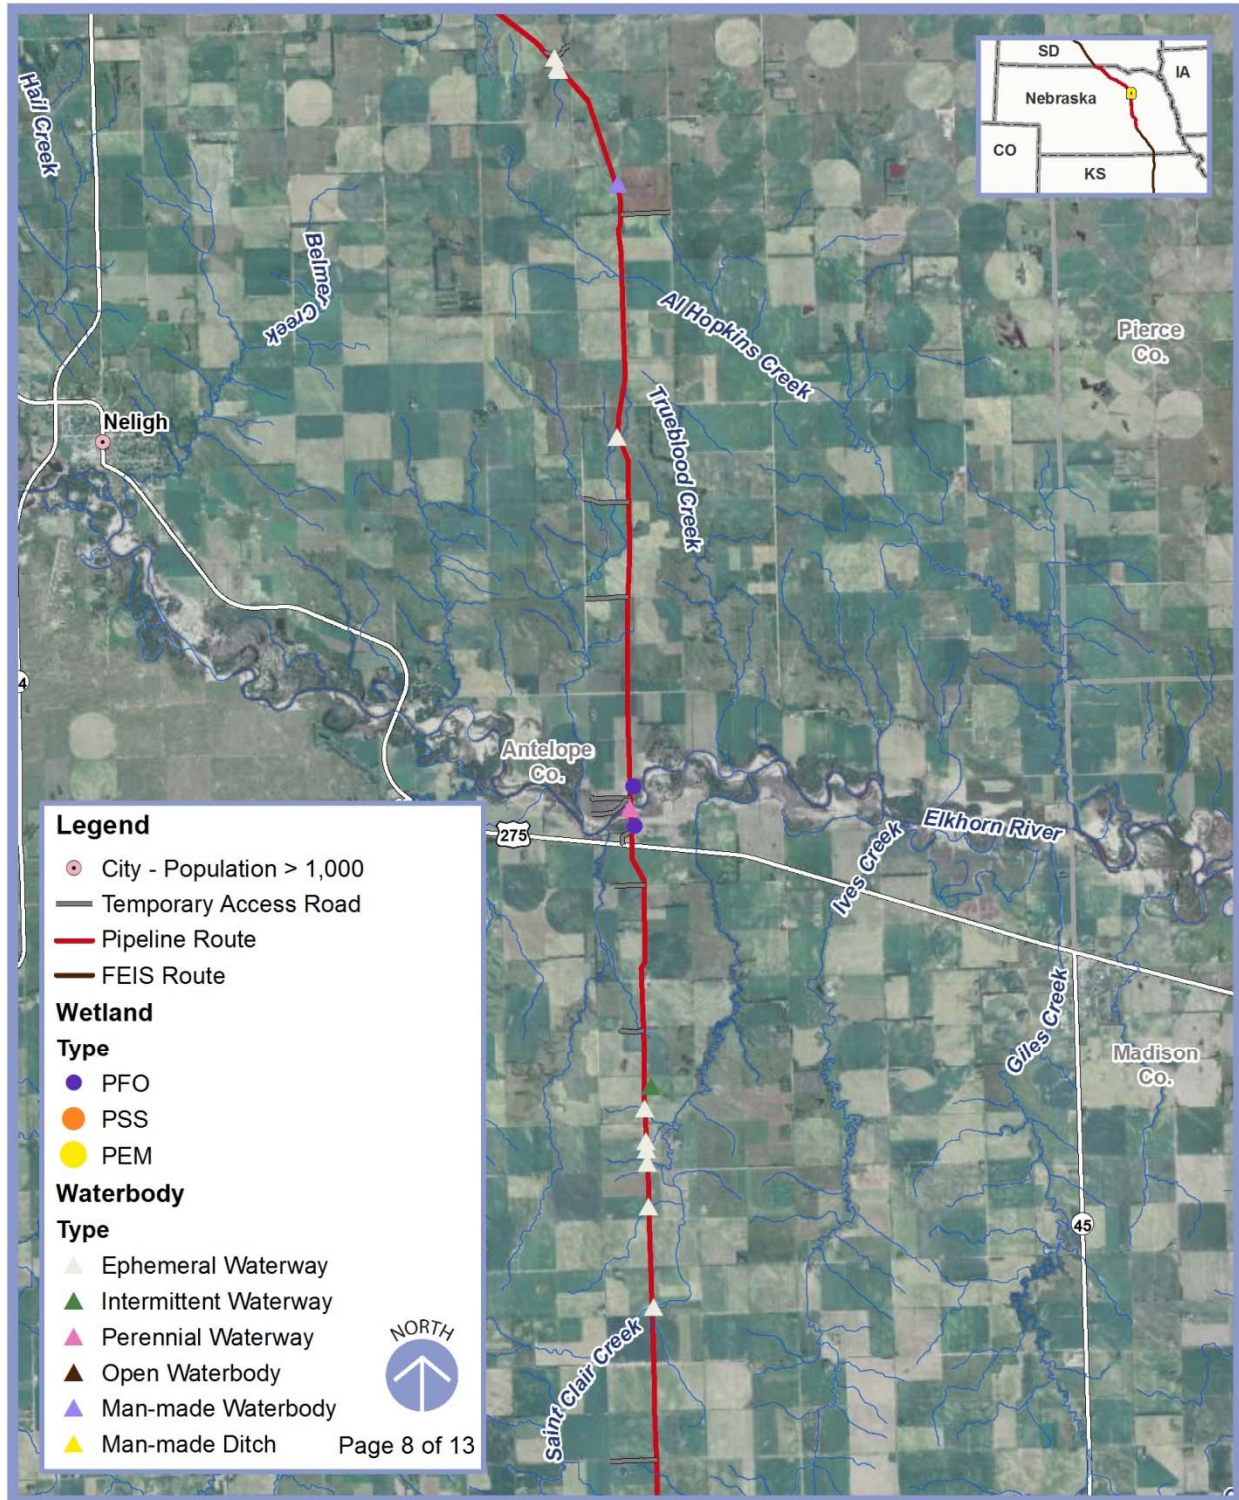 Hail Creek
Belmer Creek
Neligh
4
SD
IA
Nebraska
CO
KS
Al Hopkins Creek
Pierce
Co.
Trueblood Creek
Antelope
Co.
275
Elkhorn River
Ives Creek
Giles Creek
Madison
Co.
45
Saint Clair Creek
Legend
City - Population > 1,000
Temporary Access Road
Pipeline Route
FEIS Route
Wetland
Type
PFO
PSS
PEM
Waterbody
Type
Ephemeral Waterway
Intermittent Waterway
Perennial Waterway
Open Waterbody
Man-made Waterbody
Man-made Ditch
NORTH
Page 8 of 13